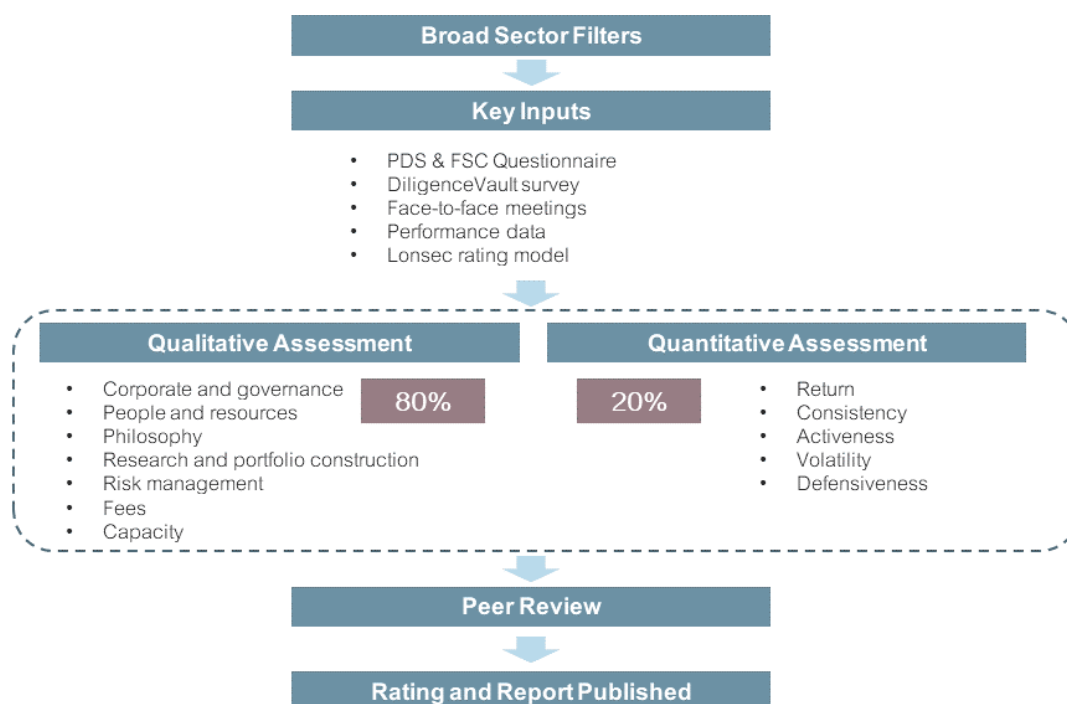 Broad Sector Filters
Key Inputs
• PDS & FSC Questionnaire
• DiligenceVault survey
• Face-to-face meetings
• Performance data
• Lonsec rating model
Qualitative Assessment
• Corporate and governance
• People and resources
• Philosophy
• Research and portfolio construction
• Risk management
• Fees
• Capacity
80%
Quantitative Assessment
20%
• Return
• Consistency
• Activeness
• Volatility
• Defensiveness
Peer Review
Rating and Report Published